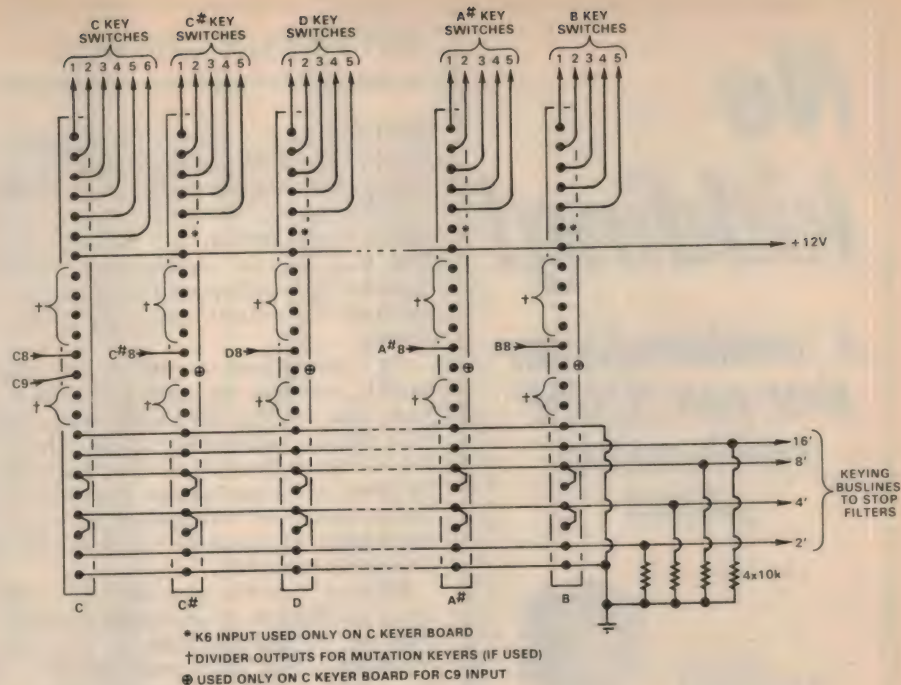 C KEY SWITCHES
C# KEY SWITCHES
D KEY SWITCHES
A# KEY SWITCHES
B KEY SWITCHES
1 2 3 4 5 6
1 2 3 4 5
1 2 3 4 5
1 2 3 4 5
1 2 3 4 5
* * * *
+12V
† † † † †
C8
C#8
D8
A#8
B8
C9
⊕ ⊕ ⊕ ⊕
† † † † †
16'
8'
4'
2'
KEYING
BUSLINES
TO STOP
FILTERS
4x10k
C
C#
D
A#
B
* K6 INPUT USED ONLY ON C KEYER BOARD
† DIVIDER OUTPUTS FOR MUTATION KEYERS (IF USED)
⊕ USED ONLY ON C KEYER BOARD FOR C9 INPUT